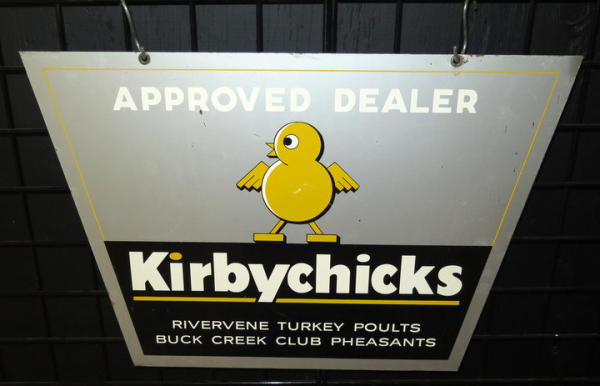 APPROVED DEALER
Kirbychicks
RIVERVENE TURKEY POULTS
BUCK CREEK CLUB PHEASANTS